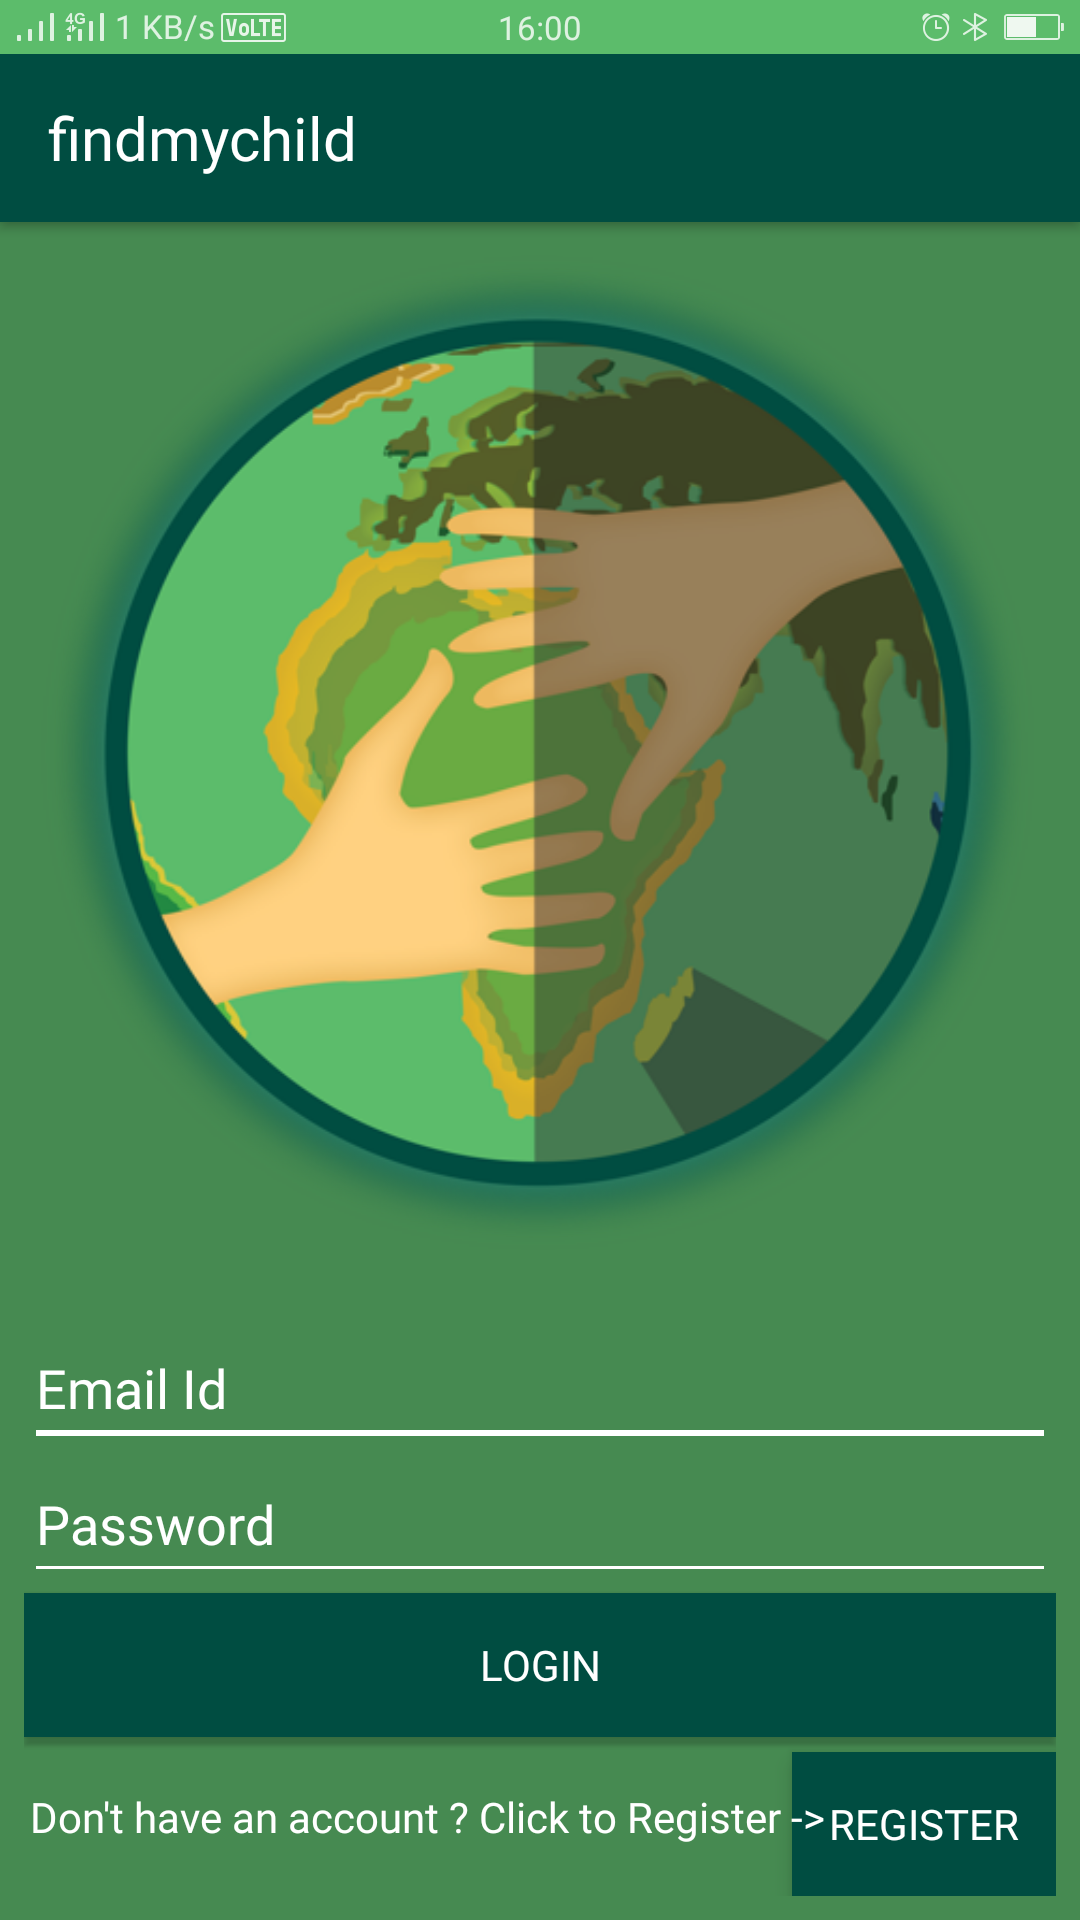 4G 1 KB/s VoLTE 16:00
findmychild
Email Id
Password
LOGIN
Don't have an account ? Click to Register -> REGISTER